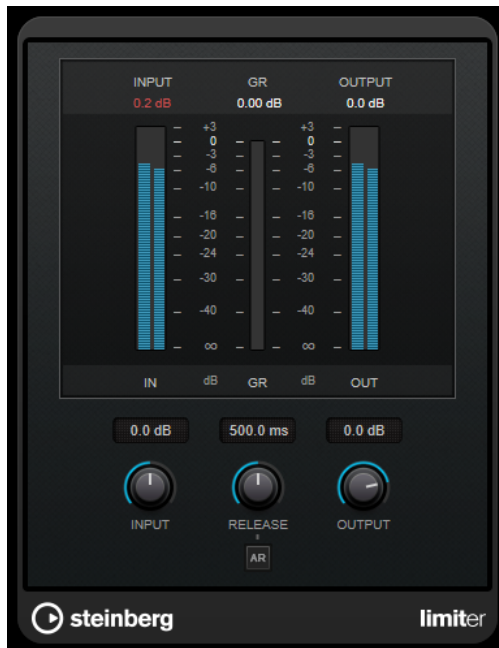 INPUT GR OUTPUT
0.2 dB 0.00 dB 0.0 dB
+3 +3
0 0
-3 -3
-6 -6
-10 -10
-16 -16
-20 -20
-24 -24
-30 -30
-40 -40
∞ ∞
IN dB GR dB OUT
0.0 dB 500.0 ms 0.0 dB
INPUT RELEASE OUTPUT
AR
steinberg limiter